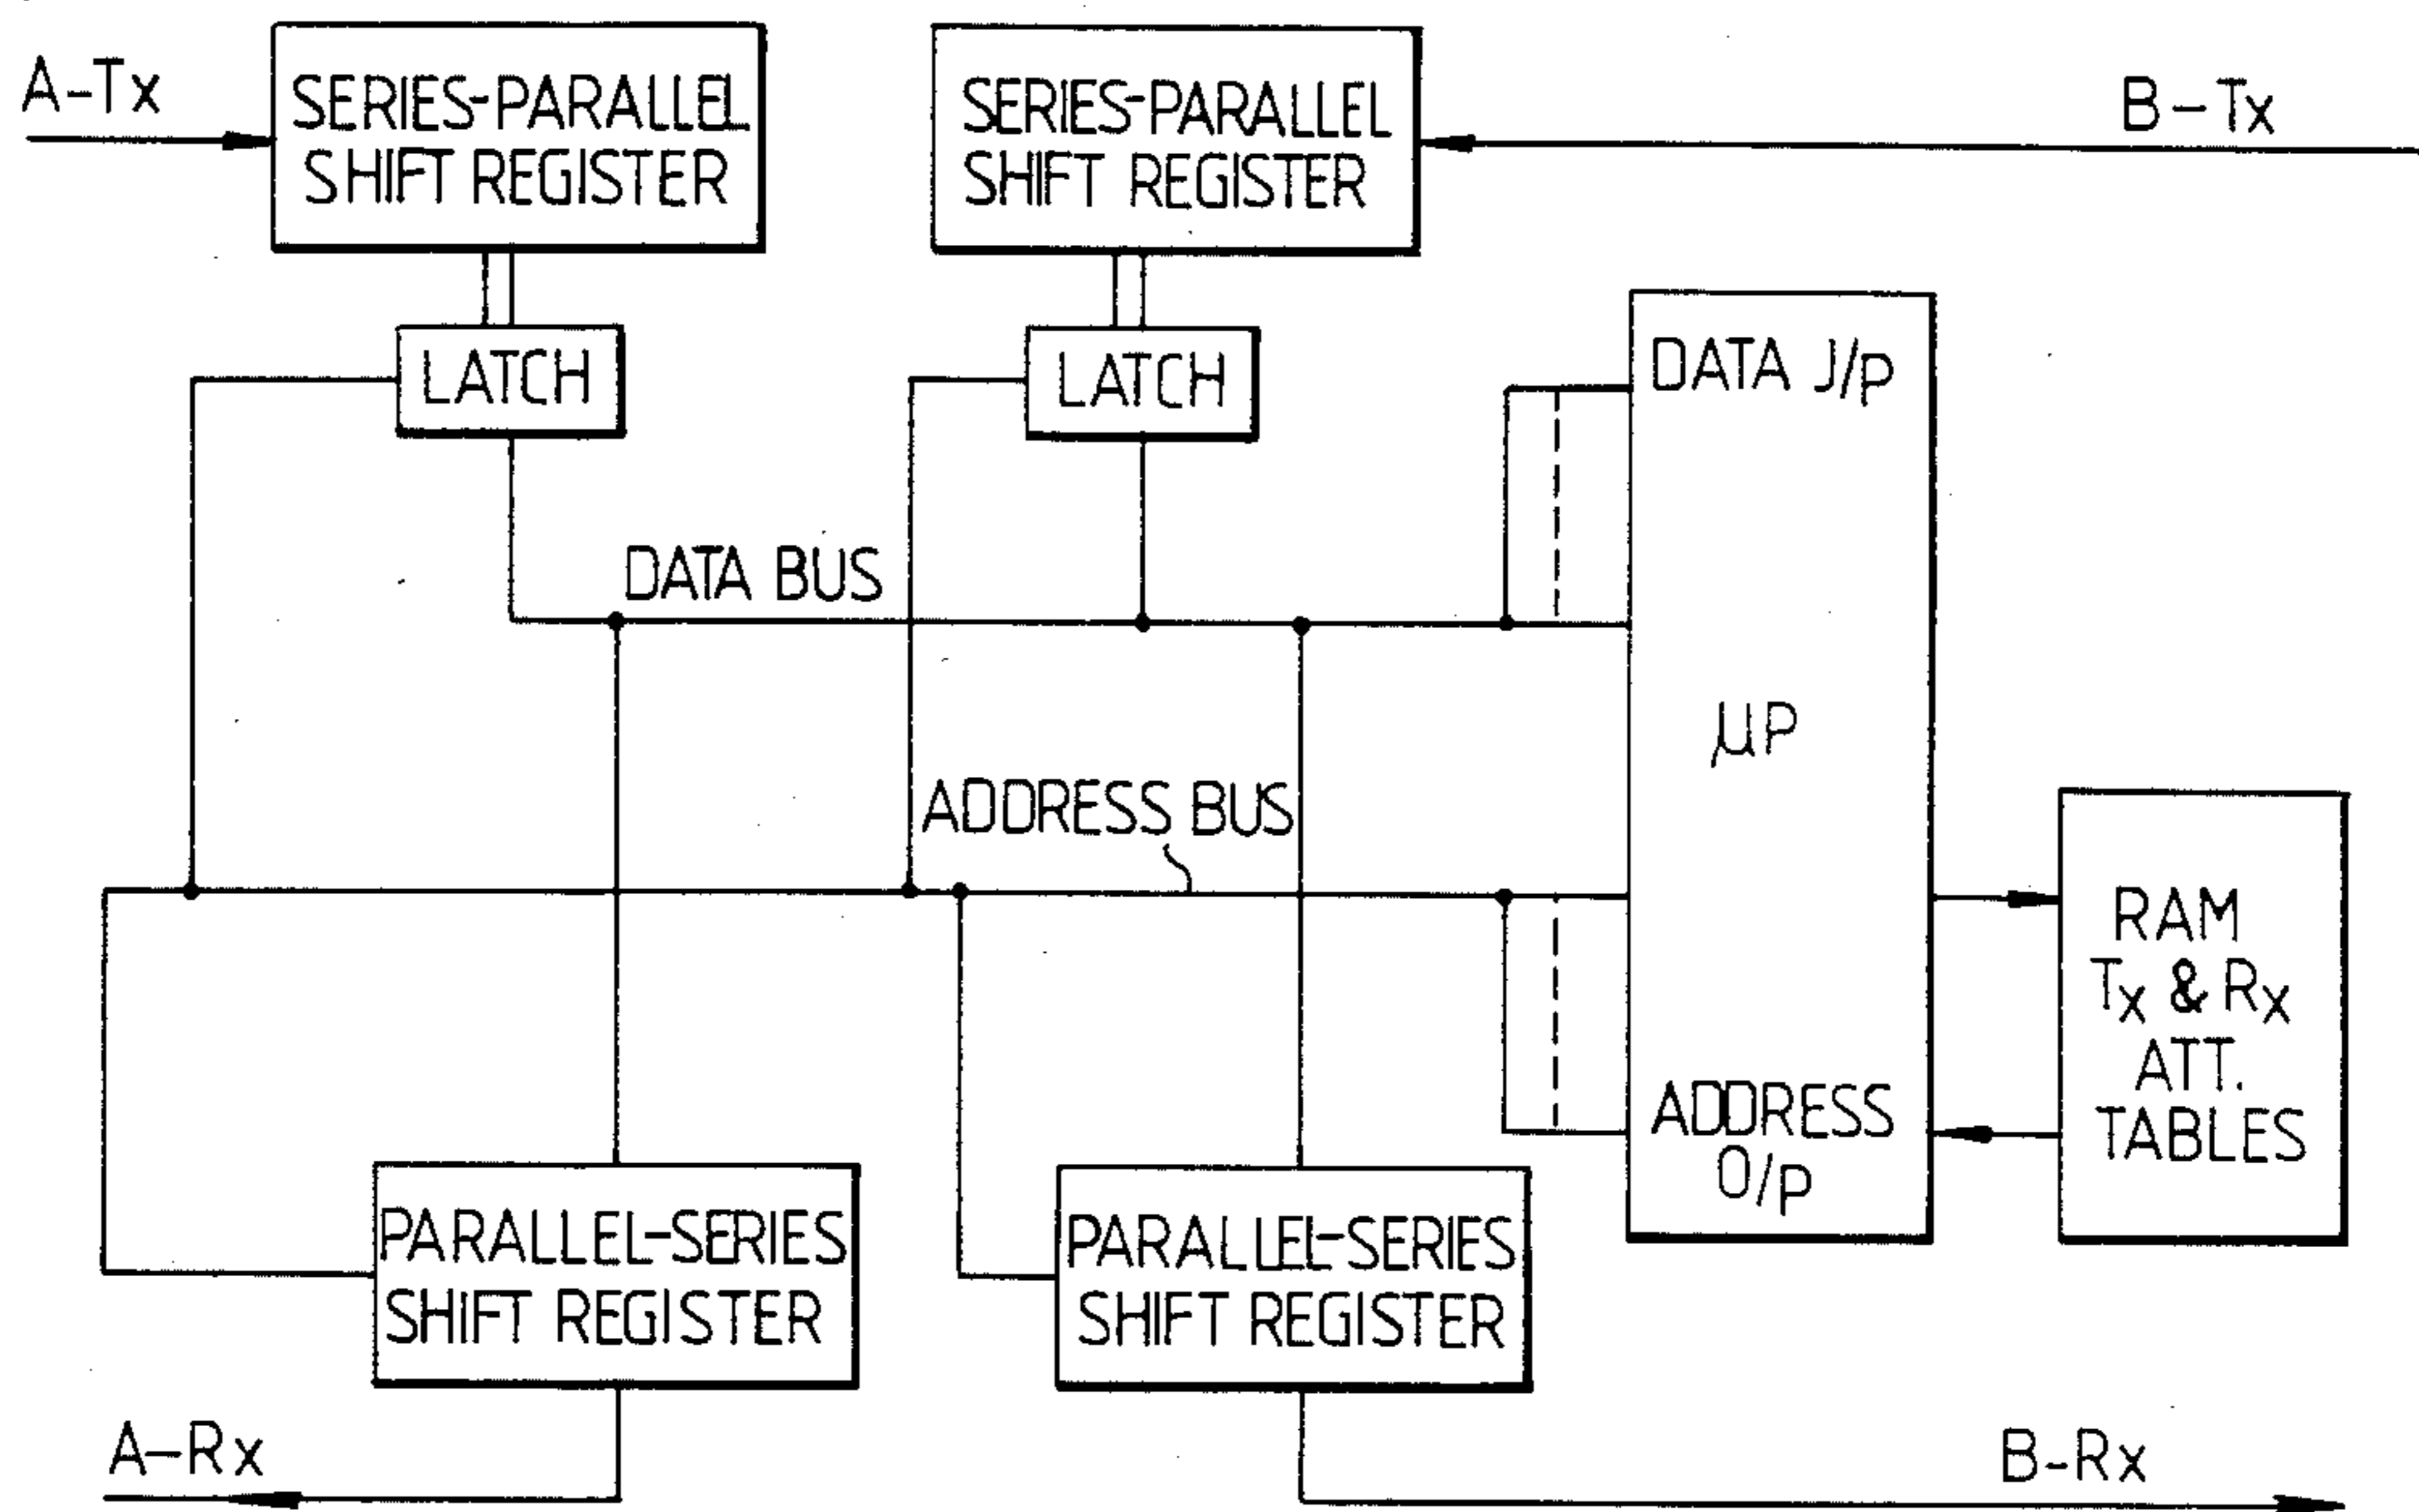 A-Tx
SERIES-PARALLEL
SHIFT REGISTER
SERIES-PARALLEL
SHIFT REGISTER
B-Tx
LATCH
LATCH
DATA J/P
DATA BUS
µP
ADDRESS BUS
RAM
Tx & Rx
ATT.
TABLES
ADDRESS
O/P
PARALLEL-SERIES
SHIFT REGISTER
PARALLEL-SERIES
SHIFT REGISTER
A-Rx
B-Rx